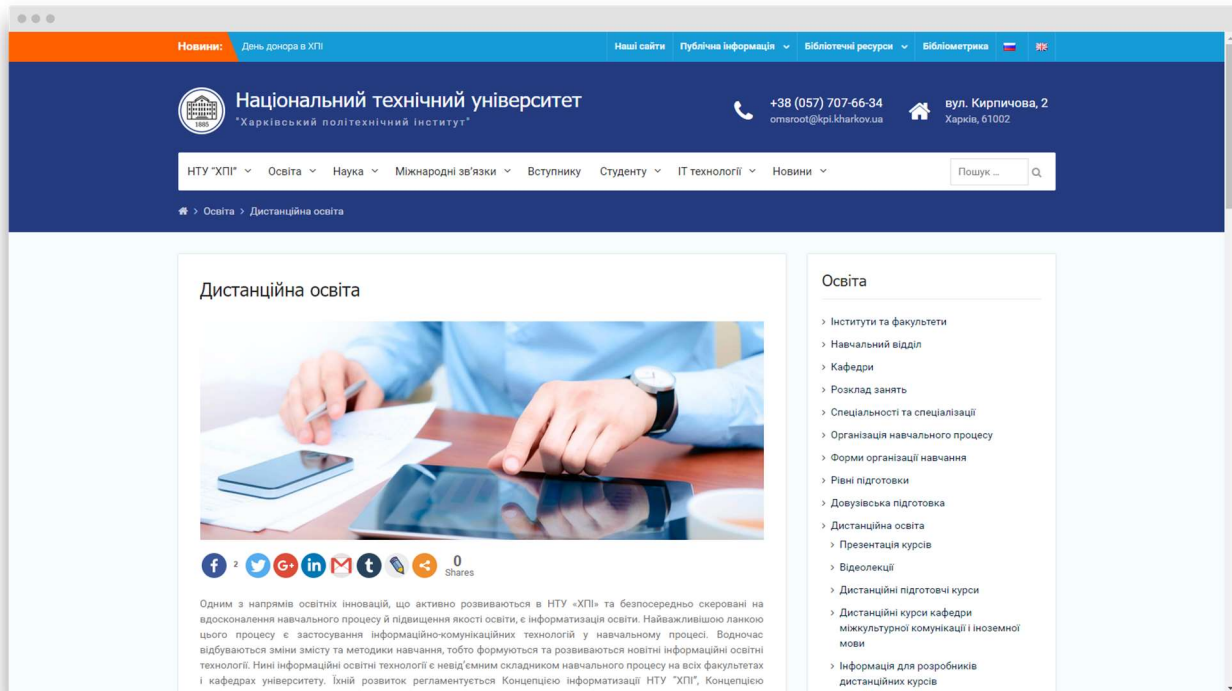 Новини: День донора в ХПІ Наші сайти Публічна інформація Бібліотечні ресурси Бібліометрика
Національний технічний університет
"Харківський політехнічний інститут"
1885
+38 (057) 707-66-34
omsroot@kpi.kharkov.ua
вул. Кирпичова, 2
Харків, 61002
НТУ "ХПІ" Освіта Наука Міжнародні зв'язки Вступнику Студенту ІТ технології Новини Пошук ...
> Освіта > Дистанційна освіта
Дистанційна освіта
f 2 G+ in M t 0
Shares
Одним з напрямів освітніх інновацій, що активно розвиваються в НТУ «ХПІ» та безпосередньо скеровані на
вдосконалення навчального процесу й підвищення якості освіти, є інформатизація освіти. Найважливішою ланкою
цього процесу є застосування інформаційно-комунікаційних технологій у навчальному процесі. Водночас
відбуваються зміни змісту та методики навчання, тобто формуються та розвиваються новітні інформаційні освітні
технології. Нині інформаційні освітні технології є невід'ємним складником навчального процесу на всіх факультетах
і кафедрах університету. Їхній розвиток регламентується Концепцією інформатизації НТУ "ХПІ", Концепцією
Освіта
> Інститути та факультети
> Навчальний відділ
> Кафедри
> Розклад занять
> Спеціальності та спеціалізації
> Організація навчального процесу
> Форми організації навчання
> Рівні підготовки
> Довузівська підготовка
> Дистанційна освіта
> Презентація курсів
> Відеолекції
> Дистанційні підготовчі курси
> Дистанційні курси кафедри
міжкультурної комунікації і іноземної
мови
> Інформація для розробників
дистанційних курсів